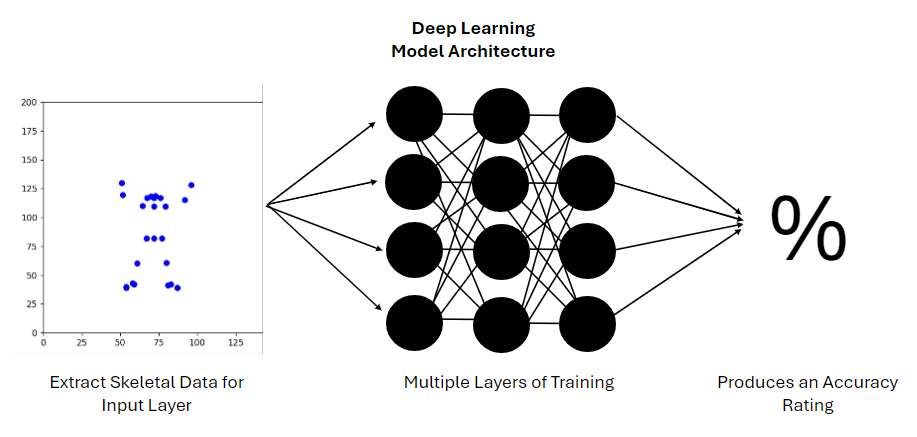 Deep Learning
Model Architecture
200
175
150
125
100
75
50
25
0
0 25 50 75 100 125
%
Extract Skeletal Data for
Input Layer
Multiple Layers of Training
Produces an Accuracy
Rating